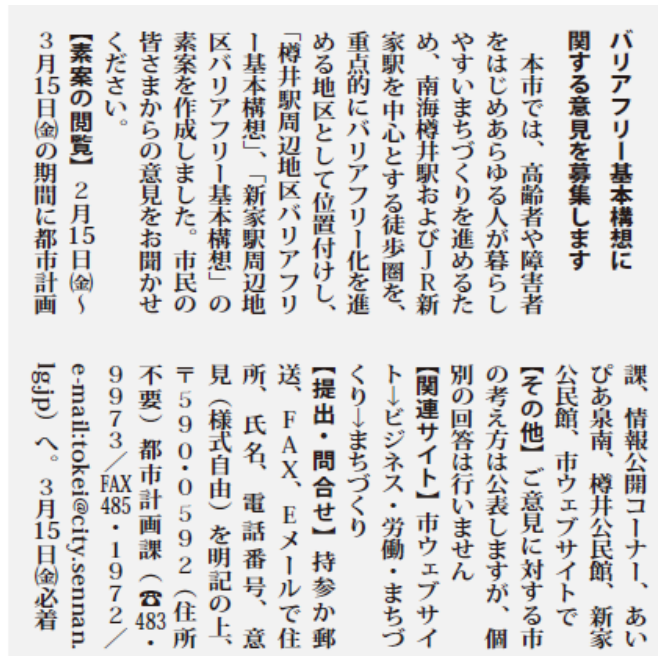 バリアフリー基本構想に
関する意見を募集します
　本市では、高齢者や障害者
をはじめあらゆる人が暮らし
やすいまちづくりを進めるた
め、南海樽井駅およびJR新
家駅を中心とする徒歩圏を、
重点的にバリアフリー化を進
める地区として位置付けし、
「樽井駅周辺地区バリアフリ
ー基本構想」、「新家駅周辺地
区バリアフリー基本構想」の
素案を作成しました。市民の
皆さまからの意見をお聞かせ
ください。
【素案の閲覧】２月15日㈮〜
３月15日㈮の期間に都市計画
課、情報公開コーナー、あい
ぴあ泉南、樽井公民館、新家
公民館、市ウェブサイトで
【その他】ご意見に対する市
の考え方は公表しますが、個
別の回答は行いません
【関連サイト】市ウェブサイ
ト→ビジネス・労働・まちづ
くり→まちづくり
【提出・問合せ】持参か郵
送、FAX、Eメールで住
所、氏名、電話番号、意
見（様式自由）を明記の上、
〒590・0592（住所
不要）都市計画課（☎483・
9973／FAX485・1972／
e-mail:tokei@city.sennan.
lg.jp）へ。３月15日㈮必着